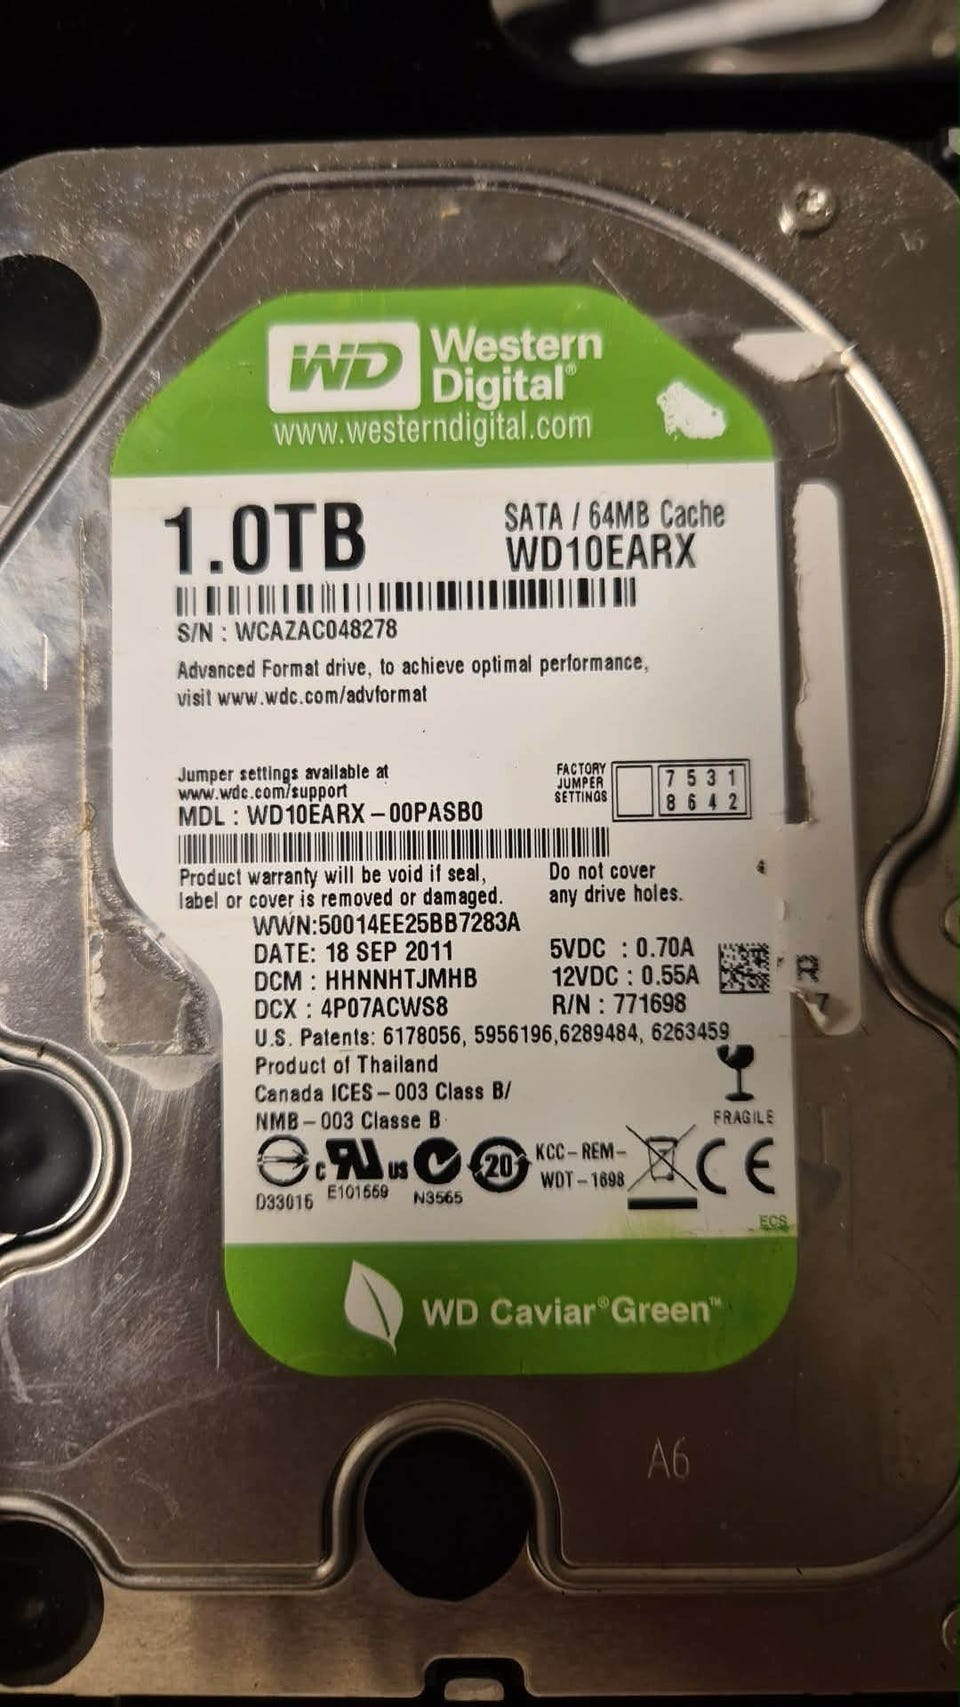 WD Western
Digital®
www.westerndigital.com
1.0TB
SATA / 64MB Cache
WD10EARX
S/N : WCAZAC048278
Advanced Format drive, to achieve optimal performance,
visit www.wdc.com/advformat
Jumper settings available at
www.wdc.com/support
FACTORY
JUMPER
SETTINGS
7 5 3 1
8 6 4 2
MDL : WD10EARX – 00PASB0
Product warranty will be void if seal,
label or cover is removed or damaged.
Do not cover
any drive holes.
WWN:50014EE25BB7283A
DATE: 18 SEP 2011
DCM : HHNNHTJMHB
DCX : 4P07ACWS8
5VDC : 0.70A
12VDC : 0.55A
R/N : 771698
R
7
U.S. Patents: 6178056, 5956196,6289484, 6263459
Product of Thailand
Canada ICES – 003 Class B/
NMB – 003 Classe B
FRAGILE
D33016
c RU us
E101559
N3565
20
KCC – REM –
WDT – 1698
CE
ECS
WD Caviar®Green™
A6